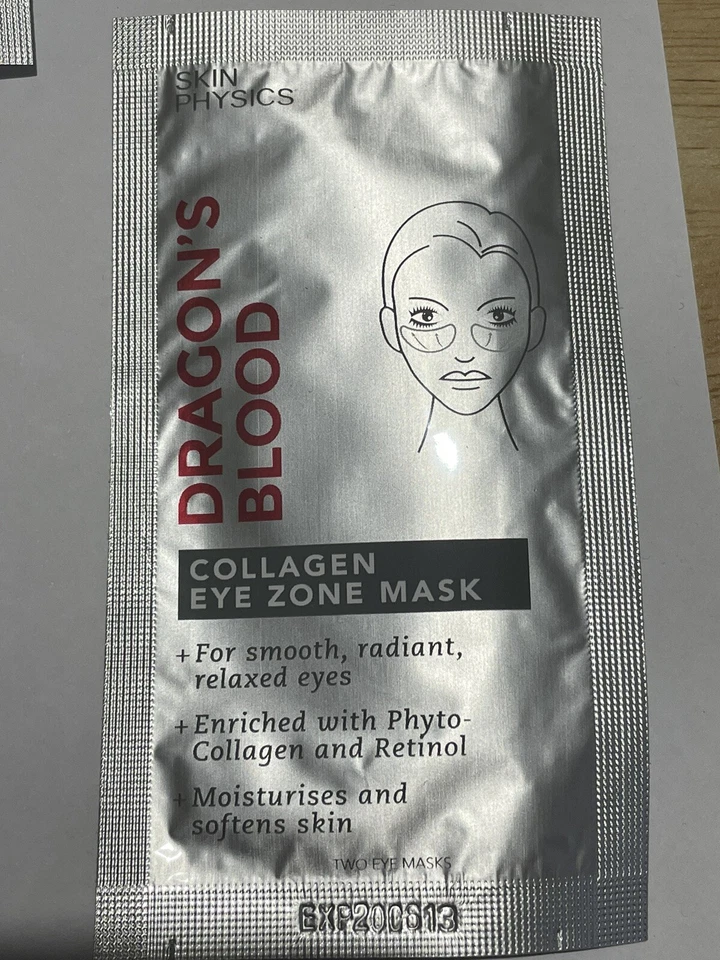 SKIN
PHYSICS
DRAGON'S
BLOOD
COLLAGEN
EYE ZONE MASK
+For smooth, radiant,
relaxed eyes
+Enriched with Phyto-
Collagen and Retinol
+Moisturises and
softens skin
TWO EYE MASKS
EXP200613